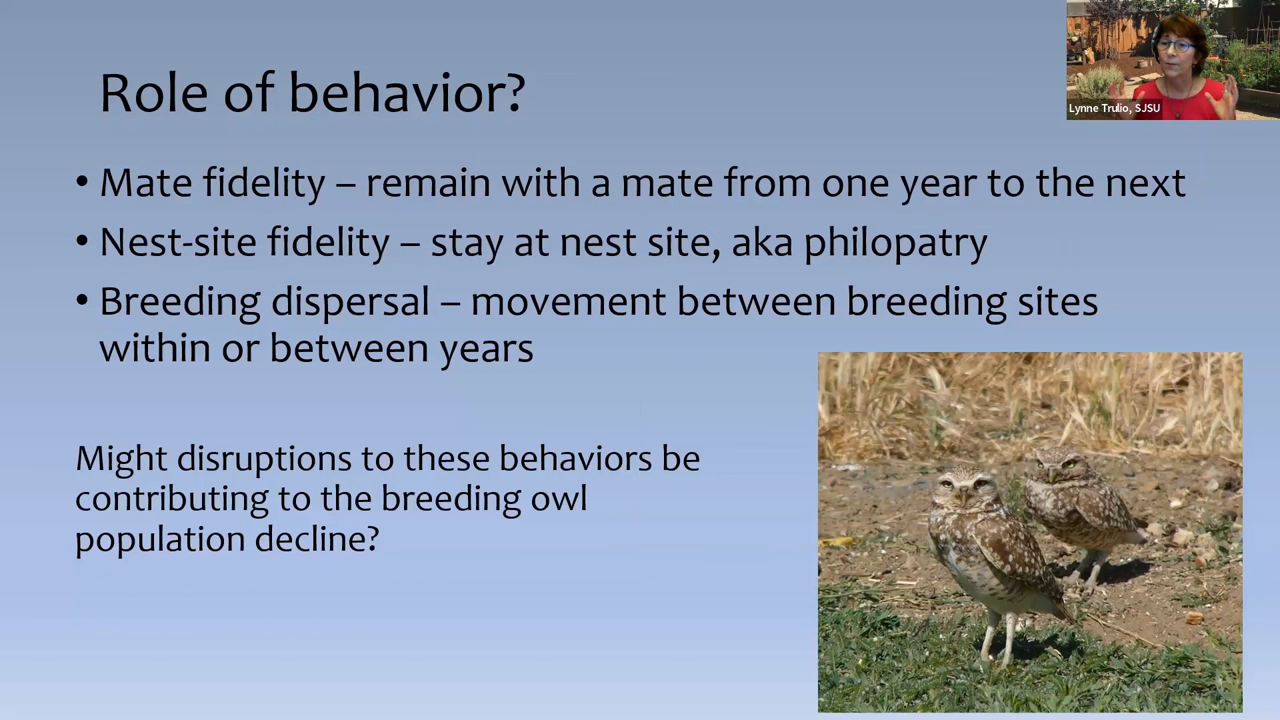 Role of behavior?
Lynne Trulio, SJSU
• Mate fidelity – remain with a mate from one year to the next
• Nest-site fidelity – stay at nest site, aka philopatry
• Breeding dispersal – movement between breeding sites
within or between years
Might disruptions to these behaviors be
contributing to the breeding owl
population decline?